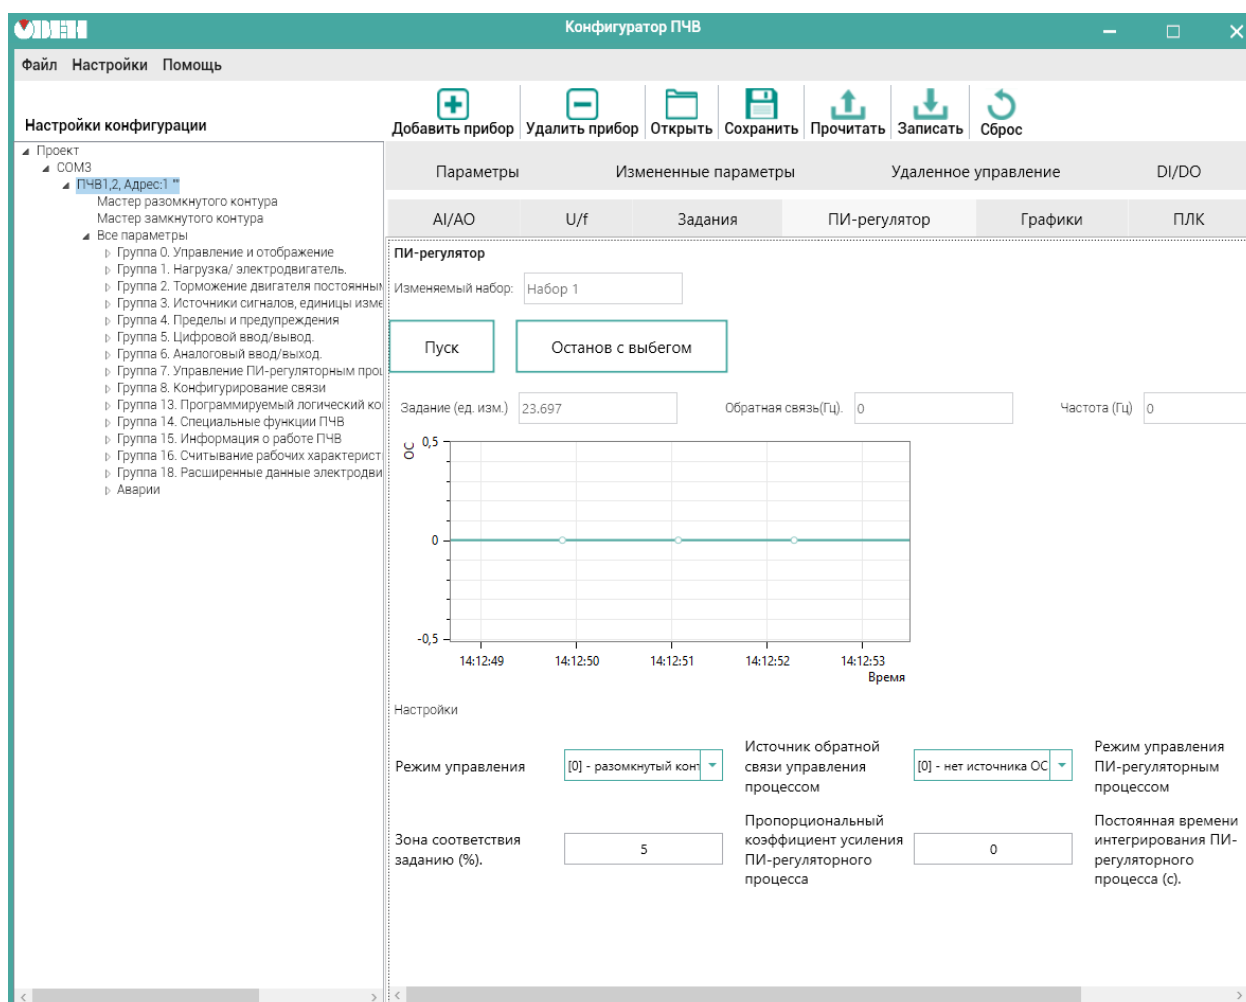 ОВЕН
Конфигуратор ПЧВ
Файл Настройки Помощь
Настройки конфигурации
Добавить прибор Удалить прибор Открыть Сохранить Прочитать Записать Сброс
Проект
COM3
ПЧВ1,2, Адрес:1 ""
Мастер разомкнутого контура
Мастер замкнутого контура
Все параметры
Группа 0. Управление и отображение
Группа 1. Нагрузка/ электродвигатель.
Группа 2. Торможение двигателя постоянным
Группа 3. Источники сигналов, единицы изме
Группа 4. Пределы и предупреждения
Группа 5. Цифровой ввод/вывод.
Группа 6. Аналоговый ввод/выход.
Группа 7. Управление ПИ-регуляторным проц
Группа 8. Конфигурирование связи
Группа 13. Программируемый логический ко
Группа 14. Специальные функции ПЧВ
Группа 15. Информация о работе ПЧВ
Группа 16. Считывание рабочих характерист
Группа 18. Расширенные данные электродви
Аварии
Параметры Измененные параметры Удаленное управление DI/DO
AI/AO U/f Задания ПИ-регулятор Графики ПЛК
ПИ-регулятор
Изменяемый набор: Набор 1
Пуск Останов с выбегом
Задание (ед. изм.) 23.697 Обратная связь(Гц). 0 Частота (Гц) 0
ОС
0,5
0
-0,5
14:12:49 14:12:50 14:12:51 14:12:52 14:12:53
Время
Настройки
Режим управления
[0] - разомкнутый конт
Источник обратной
связи управления
процессом
[0] - нет источника ОС
Режим управления
ПИ-регуляторным
процессом
Зона соответствия
заданию (%).
5
Пропорциональный
коэффициент усиления
ПИ-регуляторного
процесса
0
Постоянная времени
интегрирования ПИ-
регуляторного
процесса (с).